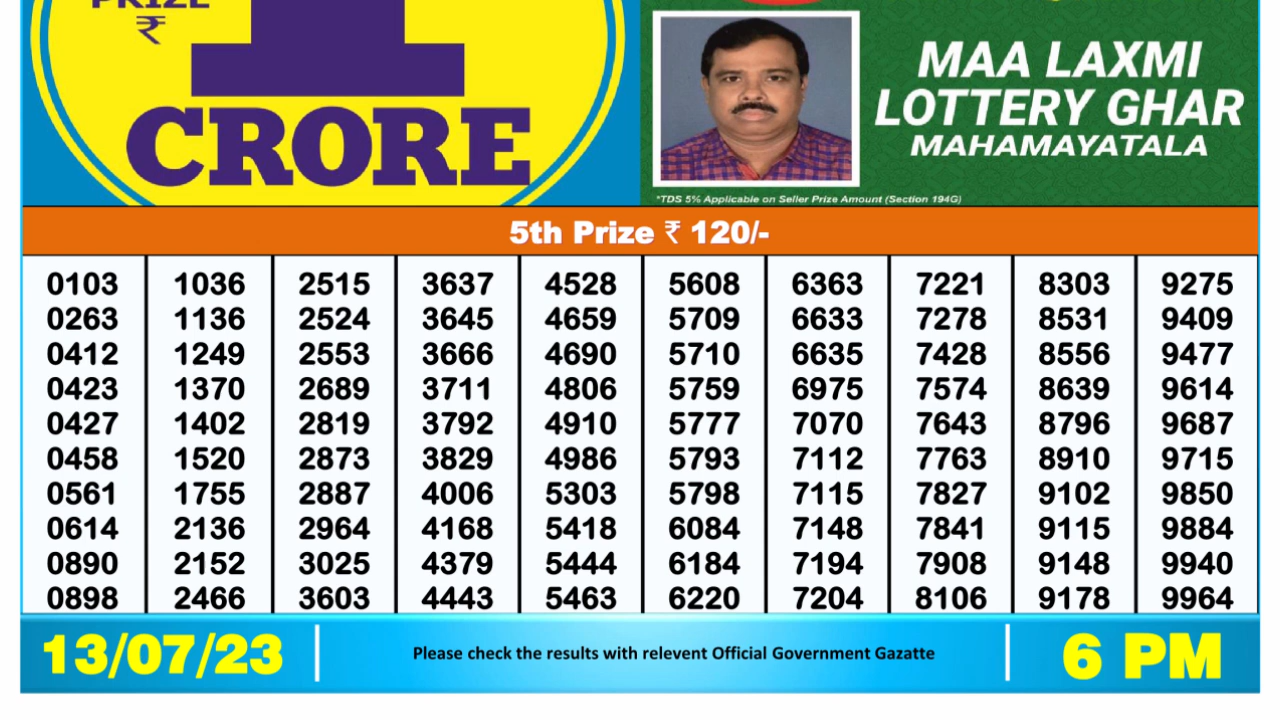 PRIZE
₹
1
CRORE
MAA LAXMI
LOTTERY GHAR
MAHAMAYATALA
*TDS 5% Applicable on Seller Prize Amount (Section 194G)
5th Prize ₹ 120/-
0103 1036 2515 3637 4528 5608 6363 7221 8303 9275
0263 1136 2524 3645 4659 5709 6633 7278 8531 9409
0412 1249 2553 3666 4690 5710 6635 7428 8556 9477
0423 1370 2689 3711 4806 5759 6975 7574 8639 9614
0427 1402 2819 3792 4910 5777 7070 7643 8796 9687
0458 1520 2873 3829 4986 5793 7112 7763 8910 9715
0561 1755 2887 4006 5303 5798 7115 7827 9102 9850
0614 2136 2964 4168 5418 6084 7148 7841 9115 9884
0890 2152 3025 4379 5444 6184 7194 7908 9148 9940
0898 2466 3603 4443 5463 6220 7204 8106 9178 9964
13/07/23
Please check the results with relevent Official Government Gazatte
6 PM